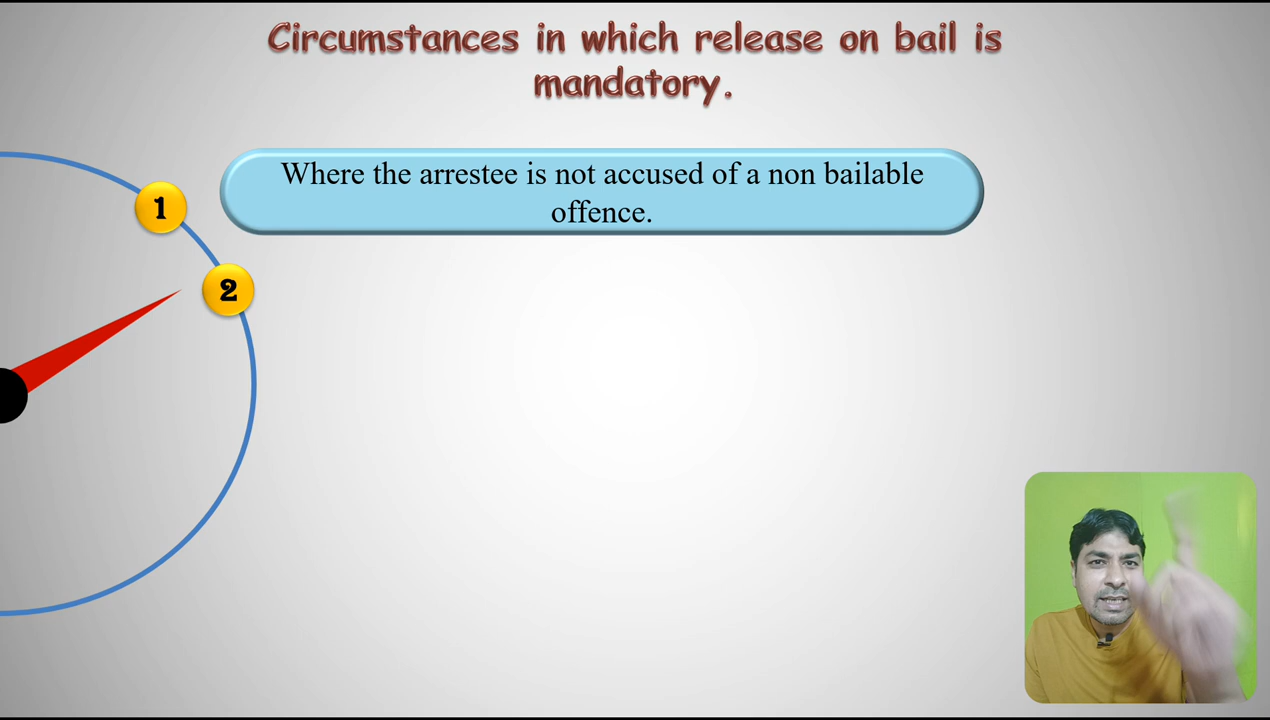 Circumstances in which release on bail is
mandatory.
1
Where the arrestee is not accused of a non bailable
offence.
2